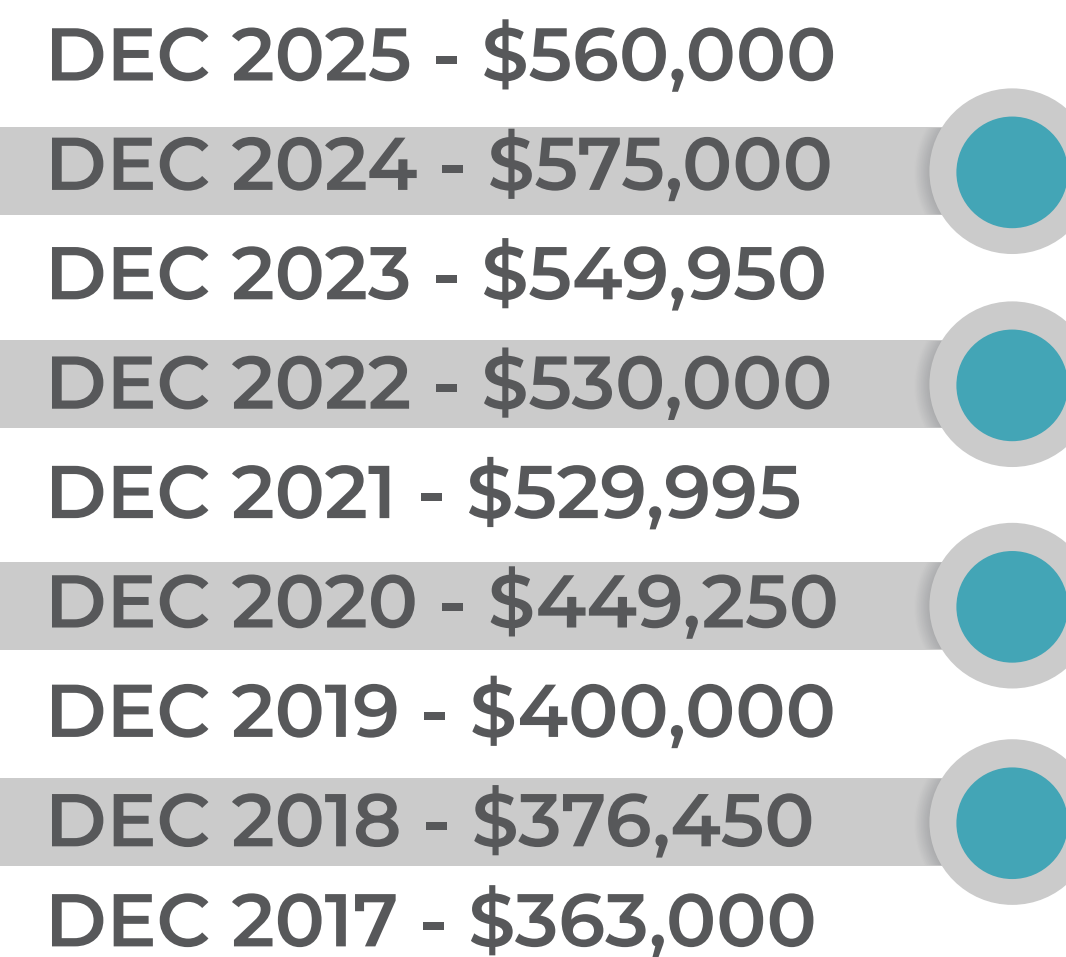 DEC 2025 - $560,000
DEC 2024 - $575,000
DEC 2023 - $549,950
DEC 2022 - $530,000
DEC 2021 - $529,995
DEC 2020 - $449,250
DEC 2019 - $400,000
DEC 2018 - $376,450
DEC 2017 - $363,000